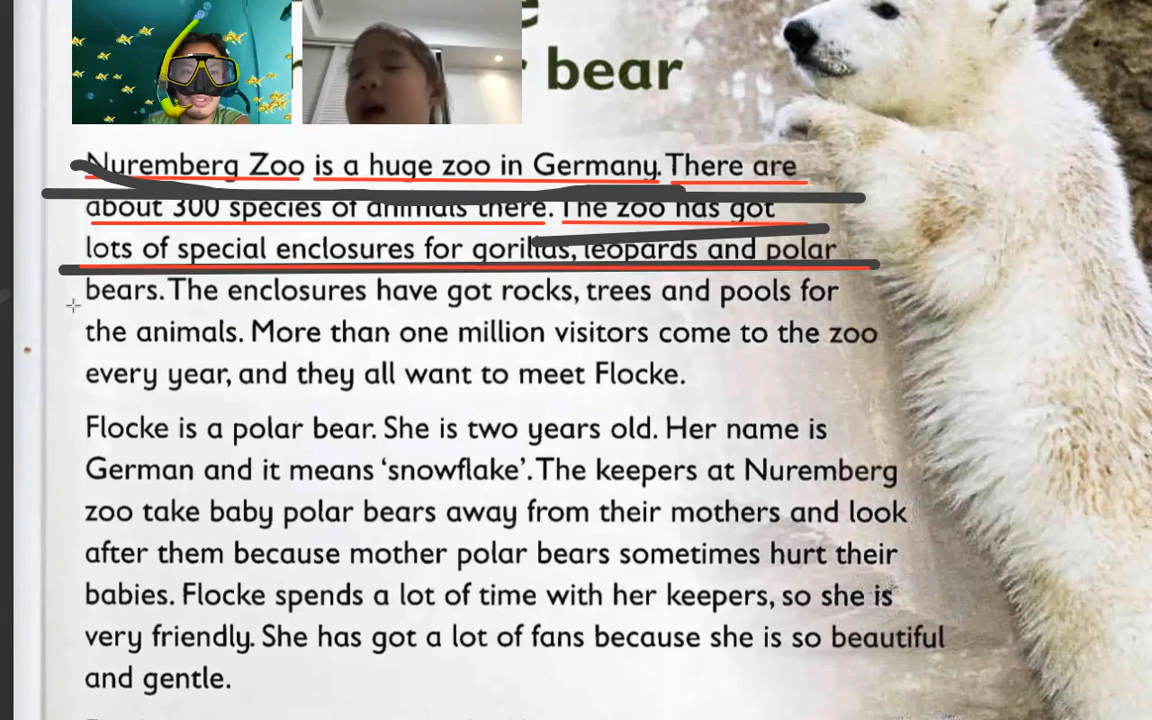 bear
Nuremberg Zoo is a huge zoo in Germany. There are
about 300 species of animals there. The zoo has got
lots of special enclosures for gorillas, leopards and polar
bears. The enclosures have got rocks, trees and pools for
the animals. More than one million visitors come to the zoo
every year, and they all want to meet Flocke.
Flocke is a polar bear. She is two years old. Her name is
German and it means ‘snowflake’. The keepers at Nuremberg
zoo take baby polar bears away from their mothers and look
after them because mother polar bears sometimes hurt their
babies. Flocke spends a lot of time with her keepers, so she is
very friendly. She has got a lot of fans because she is so beautiful
and gentle.